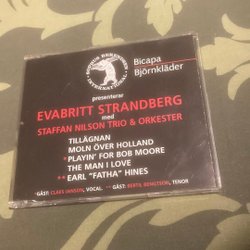 Bicapa
Björnkläder
presenterar
EVABRITT STRANDBERG
med
STAFFAN NILSON TRIO & ORKESTER
TILLÄGNAN
MOLN ÖVER HOLLAND
* PLAYIN' FOR BOB MOORE
THE MAN I LOVE
** EARL "FATHA" HINES
*GÄST: CLAES JANSON, VOCAL. ** GÄST: BERTIL BENGTSON, TENOR